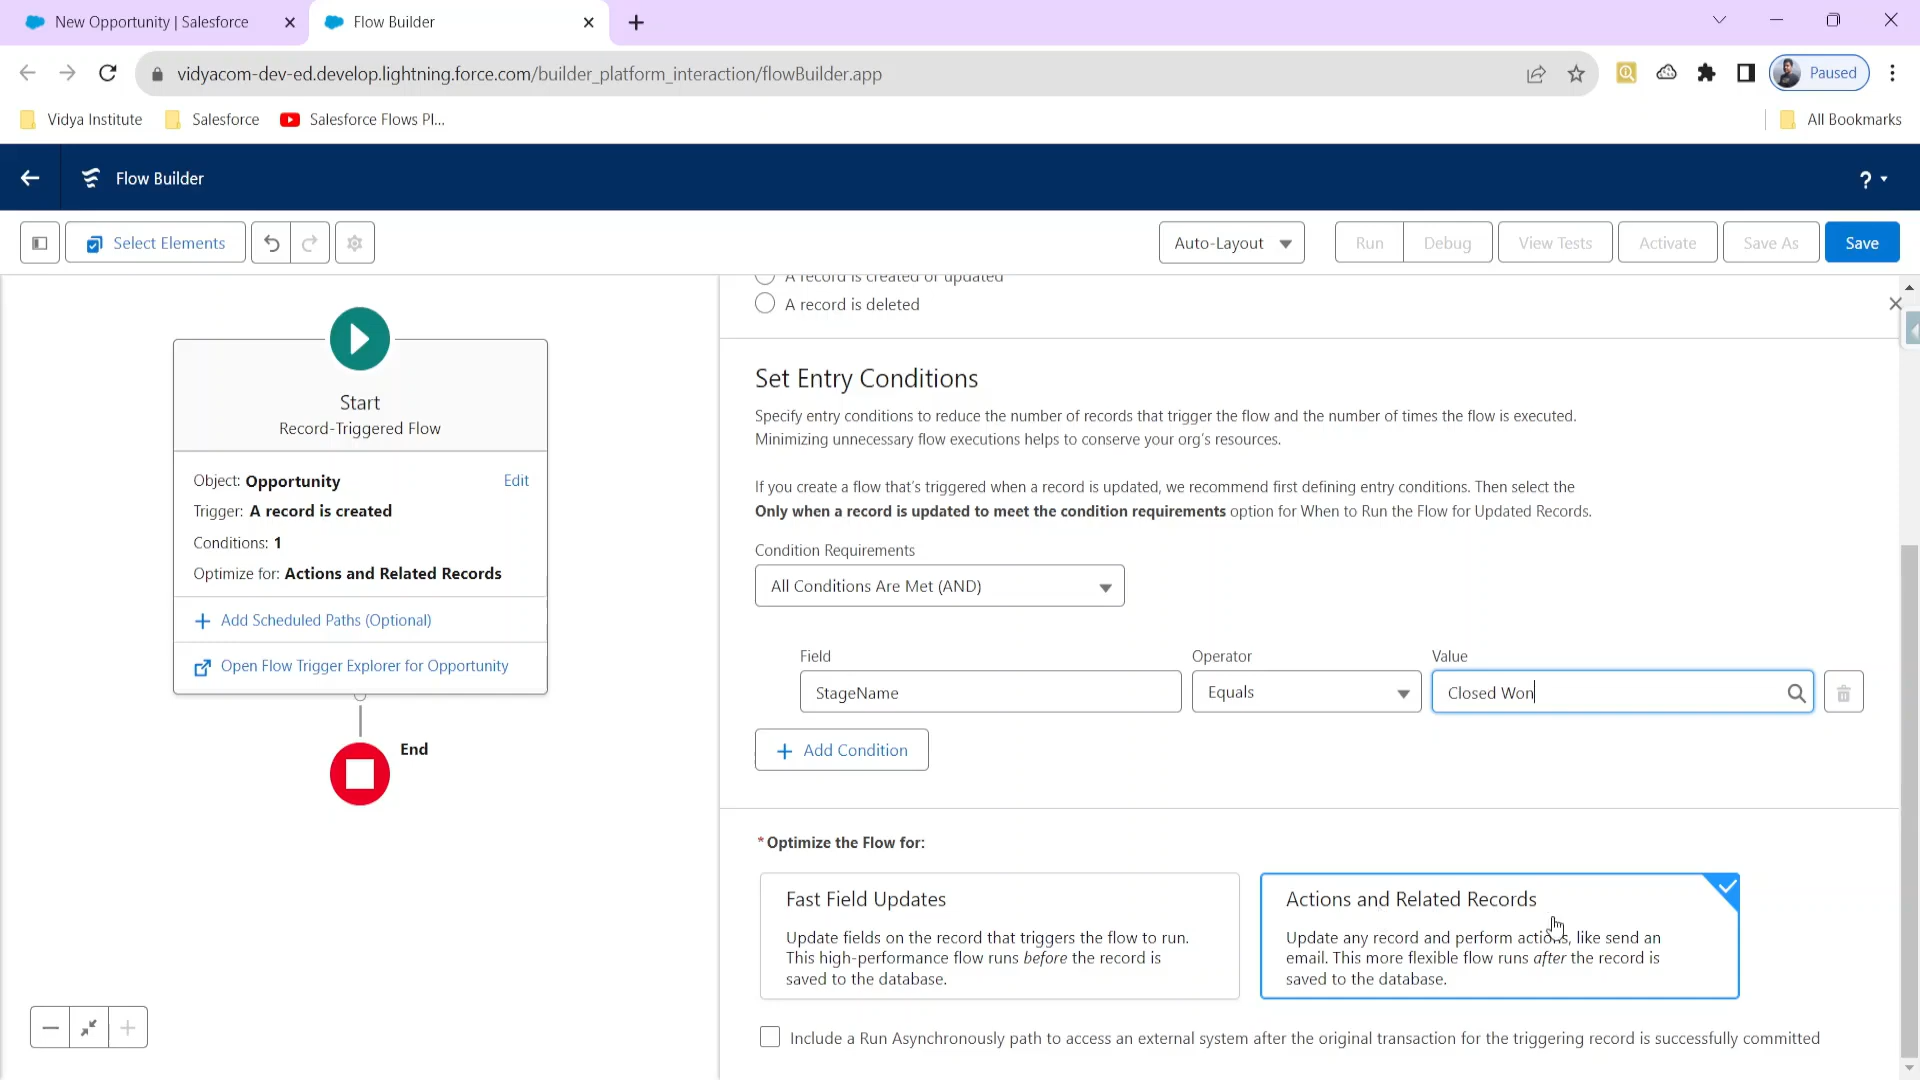 New Opportunity | Salesforce
Flow Builder
vidyacom-dev-ed.develop.lightning.force.com/builder_platform_interaction/flowBuilder.app
Paused
Vidya Institute
Salesforce
Salesforce Flows Pl...
All Bookmarks
Flow Builder
?
Select Elements
Auto-Layout
Run
Debug
View Tests
Activate
Save As
Save
Start
Record-Triggered Flow
Object: Opportunity
Edit
Trigger: A record is created
Conditions: 1
Optimize for: Actions and Related Records
Add Scheduled Paths (Optional)
Open Flow Trigger Explorer for Opportunity
End
A record is created or updated
A record is deleted
Set Entry Conditions
Specify entry conditions to reduce the number of records that trigger the flow and the number of times the flow is executed.
Minimizing unnecessary flow executions helps to conserve your org's resources.
If you create a flow that's triggered when a record is updated, we recommend first defining entry conditions. Then select the
Only when a record is updated to meet the condition requirements option for When to Run the Flow for Updated Records.
Condition Requirements
All Conditions Are Met (AND)
Field
Operator
Value
StageName
Equals
Closed Won
Add Condition
* Optimize the Flow for:
Fast Field Updates
Update fields on the record that triggers the flow to run.
This high-performance flow runs before the record is
saved to the database.
Actions and Related Records
Update any record and perform actions, like send an
email. This more flexible flow runs after the record is
saved to the database.
Include a Run Asynchronously path to access an external system after the original transaction for the triggering record is successfully committed